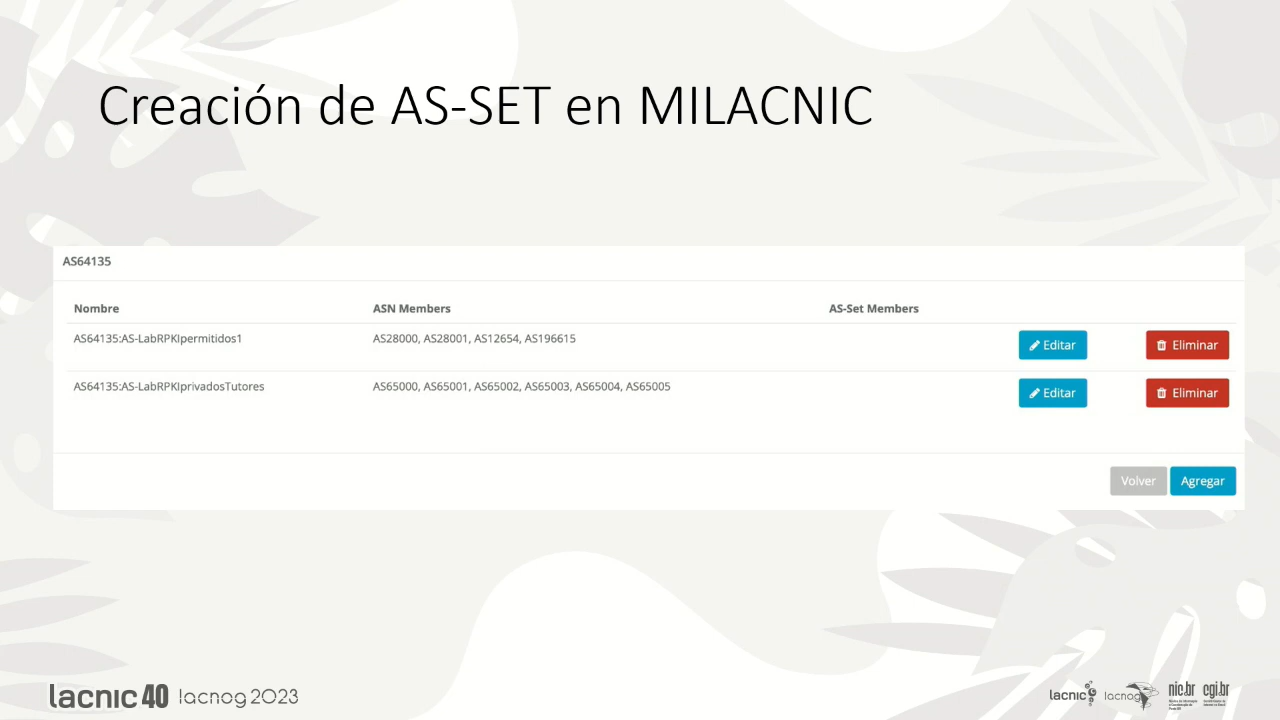 Creación de AS-SET en MILACNIC
AS64135
Nombre ASN Members AS-Set Members
AS64135:AS-LabRPKIpermitidos1 AS28000, AS28001, AS12654, AS196615 Editar Eliminar
AS64135:AS-LabRPKIprivadosTutores AS65000, AS65001, AS65002, AS65003, AS65004, AS65005 Editar Eliminar
Volver Agregar
lacnic 40 lacnog 2023 lacnic lacnog nic.br cgi.br